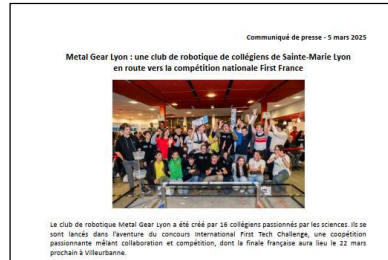 Communiqué de presse - 5 mars 2025
Metal Gear Lyon : une club de robotique de collégiens de Sainte-Marie Lyon
en route vers la compétition nationale First France
Le club de robotique Metal Gear Lyon a été créé par 16 collégiens passionnés par les sciences. Ils se
sont lancés dans l'aventure du concours International First Tech Challenge, une coopétition
passionnante mêlant collaboration et compétition, dont la finale française aura lieu le 22 mars
prochain à Villeurbanne.